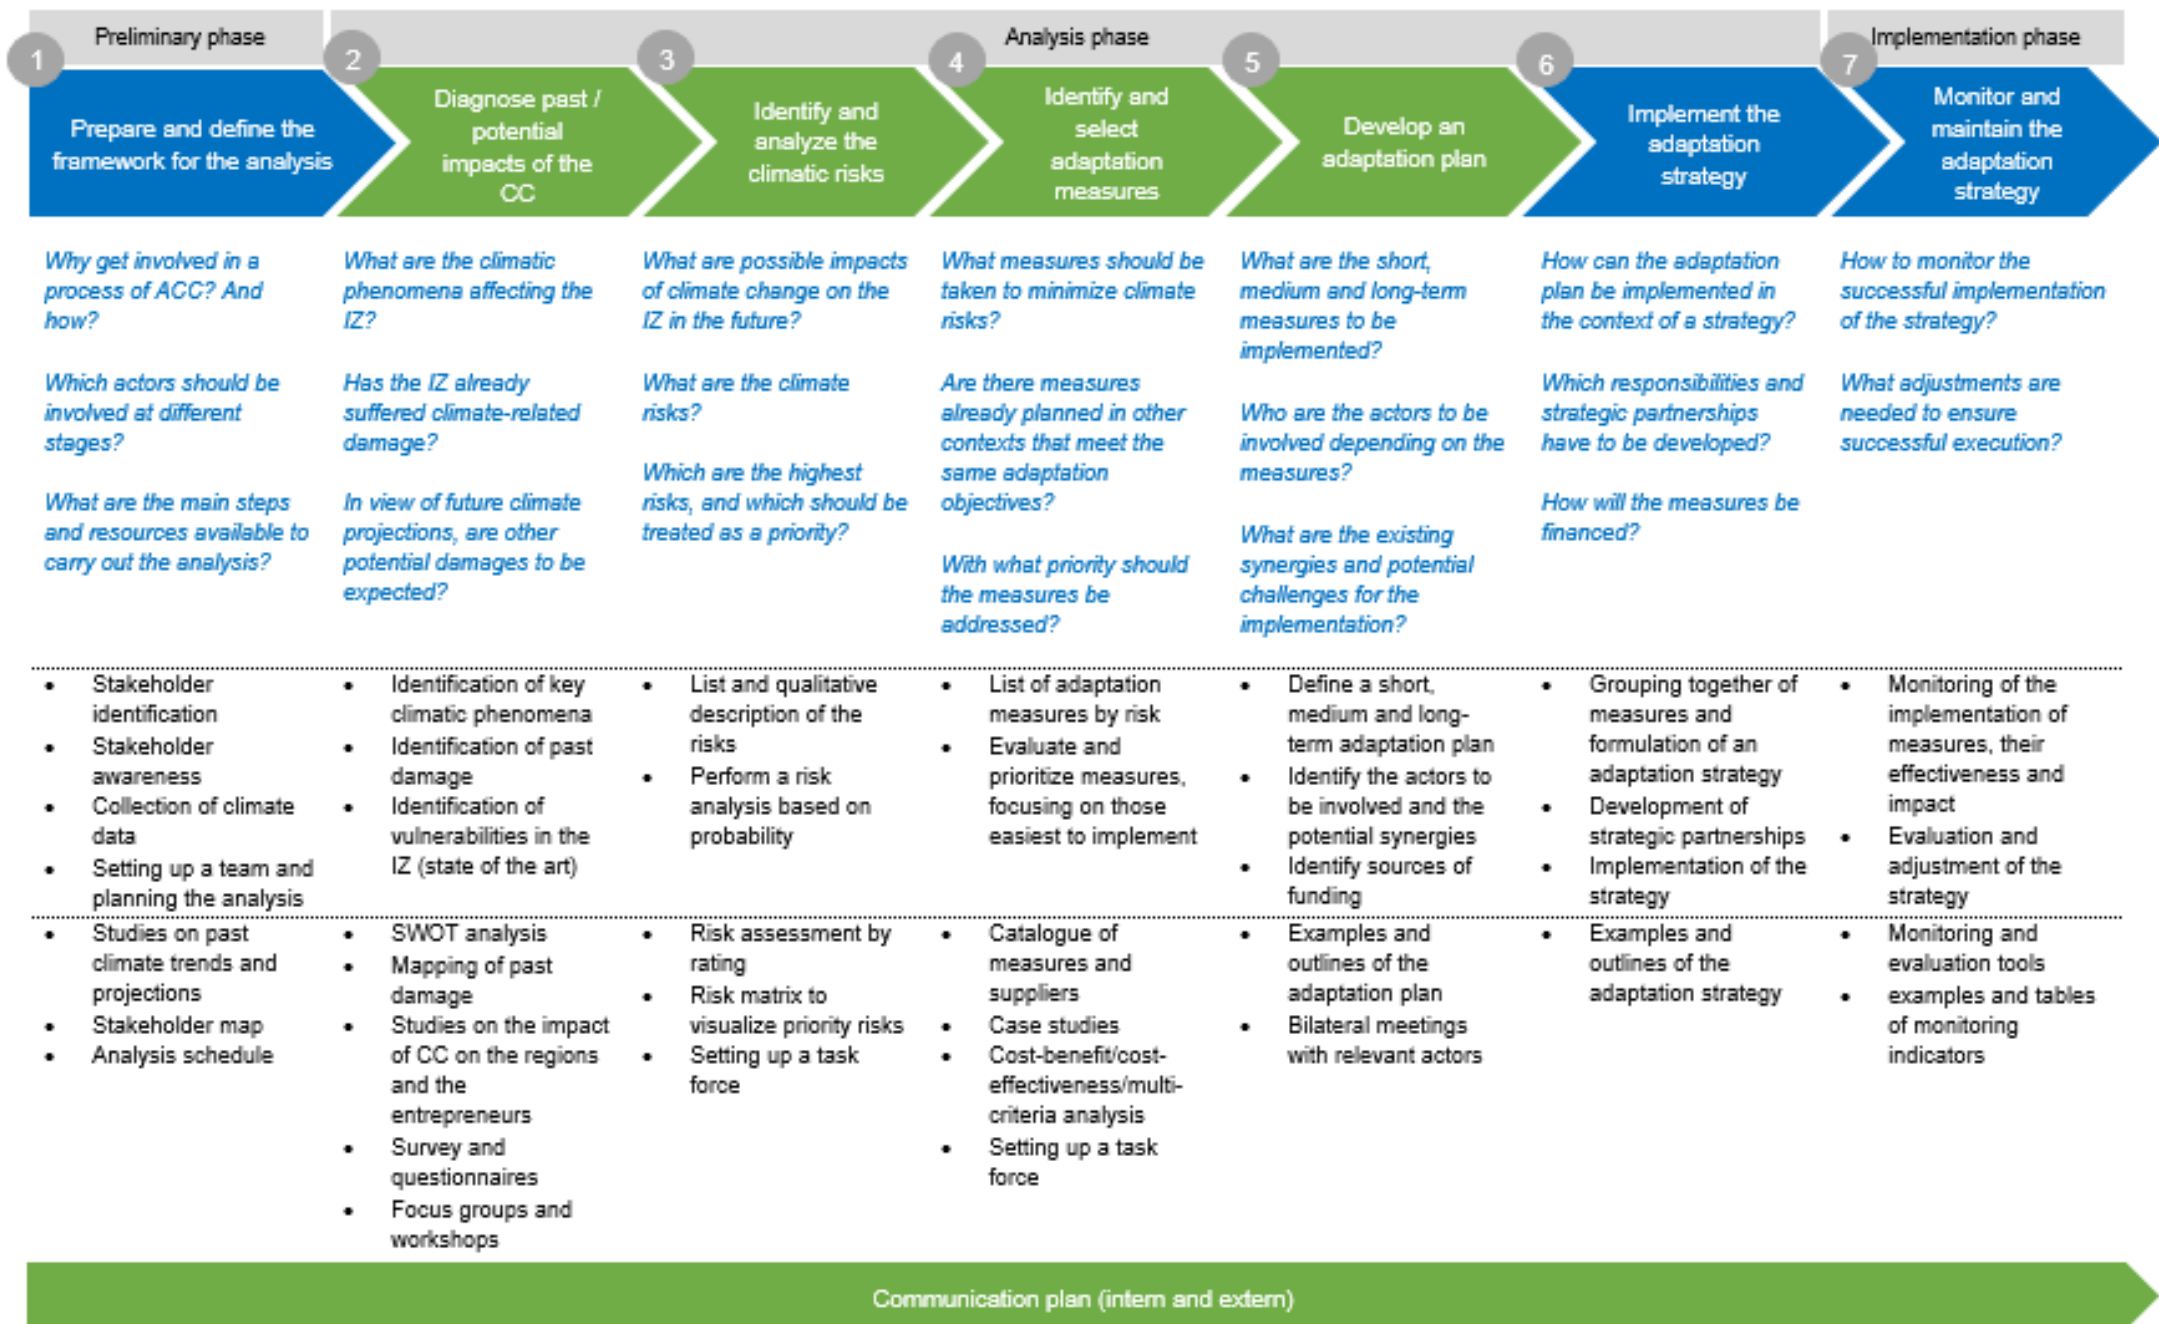 Preliminary phase
Analysis phase
Implementation phase
1
2
3
4
5
6
7
Prepare and define the
framework for the analysis
Diagnose past /
potential
impacts of the
CC
Identify and
analyze the
climatic risks
Identify and
select
adaptation
measures
Develop an
adaptation plan
Implement the
adaptation
strategy
Monitor and
maintain the
adaptation
strategy
Why get involved in a
process of ACC? And
how?
Which actors should be
involved at different
stages?
What are the main steps
and resources available to
carry out the analysis?
What are the climatic
phenomena affecting the
IZ?
Has the IZ already
suffered climate-related
damage?
In view of future climate
projections, are other
potential damages to be
expected?
What are possible impacts
of climate change on the
IZ in the future?
What are the climate
risks?
Which are the highest
risks, and which should be
treated as a priority?
What measures should be
taken to minimize climate
risks?
Are there measures
already planned in other
contexts that meet the
same adaptation
objectives?
With what priority should
the measures be
addressed?
What are the short,
medium and long-term
measures to be
implemented?
Who are the actors to be
involved depending on the
measures?
What are the existing
synergies and potential
challenges for the
implementation?
How can the adaptation
plan be implemented in
the context of a strategy?
Which responsibilities and
strategic partnerships
have to be developed?
How will the measures be
financed?
How to monitor the
successful implementation
of the strategy?
What adjustments are
needed to ensure
successful execution?
• Stakeholder
identification
• Stakeholder
awareness
• Collection of climate
data
• Setting up a team and
planning the analysis
• Identification of key
climatic phenomena
• Identification of past
damage
• Identification of
vulnerabilities in the
IZ (state of the art)
• List and qualitative
description of the
risks
• Perform a risk
analysis based on
probability
• List of adaptation
measures by risk
• Evaluate and
prioritize measures,
focusing on those
easiest to implement
• Define a short,
medium and long-
term adaptation plan
• Identify the actors to
be involved and the
potential synergies
• Identify sources of
funding
• Grouping together of
measures and
formulation of an
adaptation strategy
• Development of
strategic partnerships
• Implementation of the
strategy
• Monitoring of the
implementation of
measures, their
effectiveness and
impact
• Evaluation and
adjustment of the
strategy
• Studies on past
climate trends and
projections
• Stakeholder map
• Analysis schedule
• SWOT analysis
• Mapping of past
damage
• Studies on the impact
of CC on the regions
and the
entrepreneurs
• Survey and
questionnaires
• Focus groups and
workshops
• Risk assessment by
rating
• Risk matrix to
visualize priority risks
• Setting up a task
force
• Catalogue of
measures and
suppliers
• Case studies
• Cost-benefit/cost-
effectiveness/multi-
criteria analysis
• Setting up a task
force
• Examples and
outlines of the
adaptation plan
• Bilateral meetings
with relevant actors
• Examples and
outlines of the
adaptation strategy
• Monitoring and
evaluation tools
• examples and tables
of monitoring
indicators
Communication plan (intern and extern)